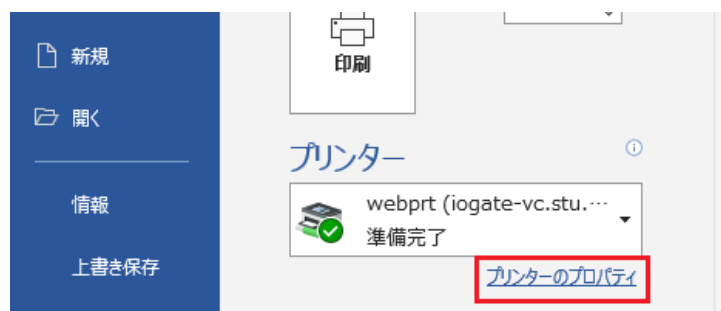 新規
開く
情報
上書き保存
印刷
プリンター
webprt (iogate-vc.stu.…
準備完了
プリンターのプロパティ